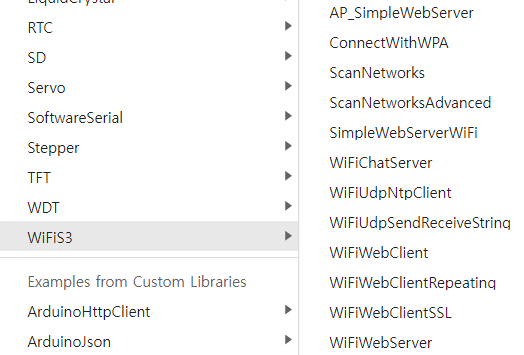 LiquidCrystal
RTC
SD
Servo
SoftwareSerial
Stepper
TFT
WDT
WiFiS3
Examples from Custom Libraries
ArduinoHttpClient
ArduinoJson
AP_SimpleWebServer
ConnectWithWPA
ScanNetworks
ScanNetworksAdvanced
SimpleWebServerWiFi
WiFiChatServer
WiFiUdpNtpClient
WiFiUdpSendReceiveString
WiFiWebClient
WiFiWebClientRepeating
WiFiWebClientSSL
WiFiWebServer